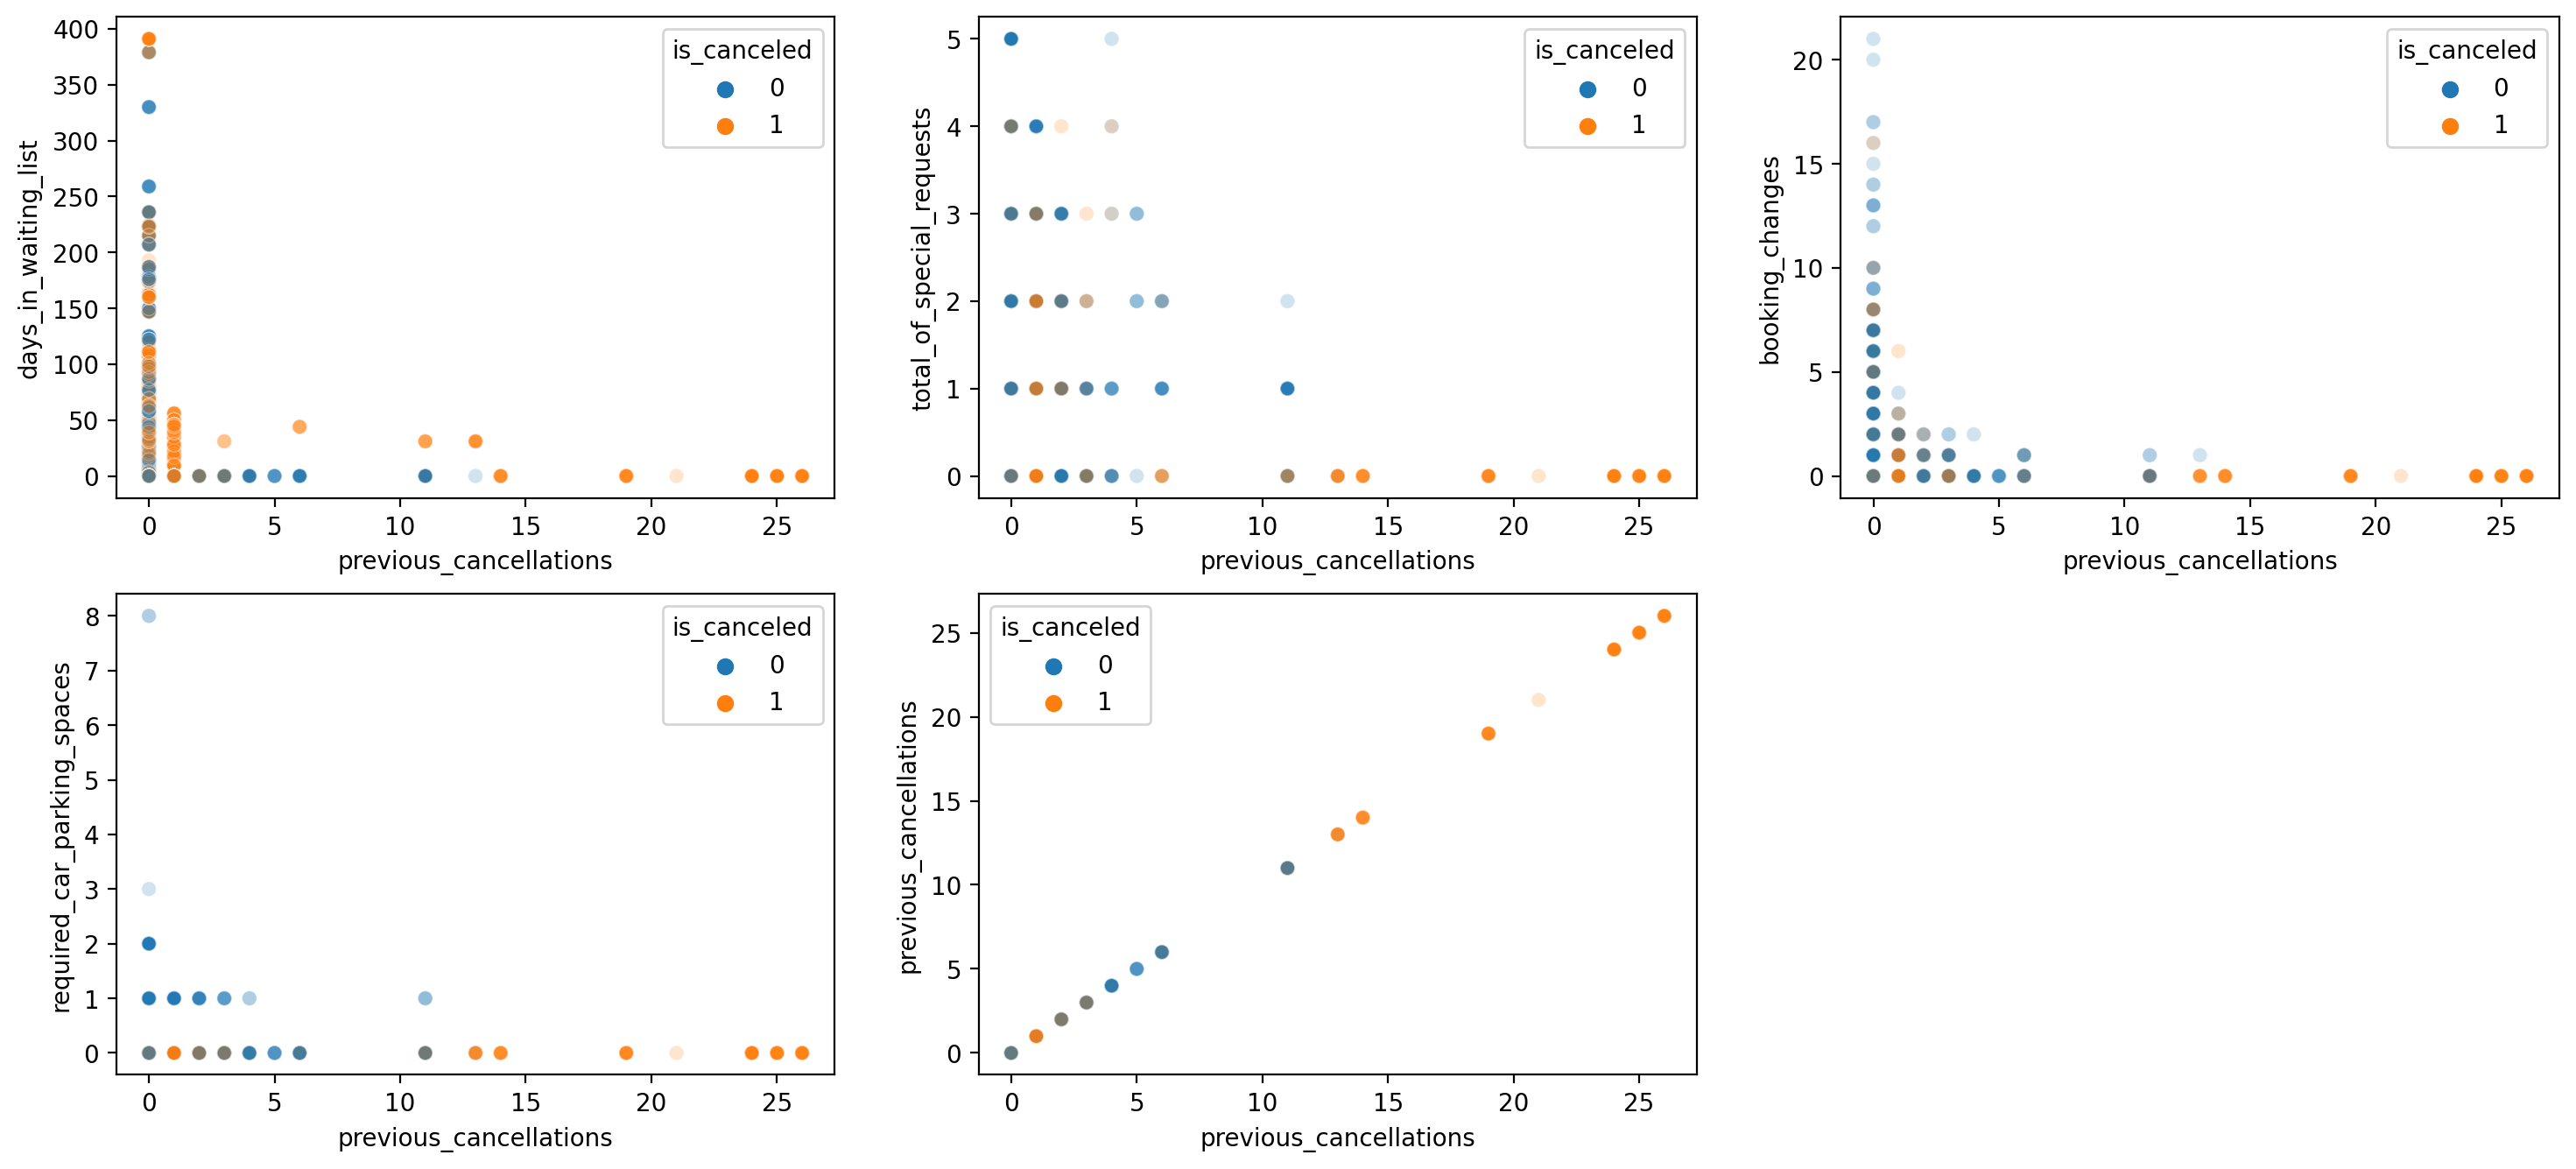 days_in_waiting_list
400
350
300
250
200
150
100
50
0
is_canceled
0
1
0 5 10 15 20 25
previous_cancellations
total_of_special_requests
5
4
3
2
1
0
is_canceled
0
1
0 5 10 15 20 25
previous_cancellations
booking_changes
20
15
10
5
0
is_canceled
0
1
0 5 10 15 20 25
previous_cancellations
required_car_parking_spaces
8
7
6
5
4
3
2
1
0
is_canceled
0
1
0 5 10 15 20 25
previous_cancellations
previous_cancellations
25
20
15
10
5
0
is_canceled
0
1
0 5 10 15 20 25
previous_cancellations